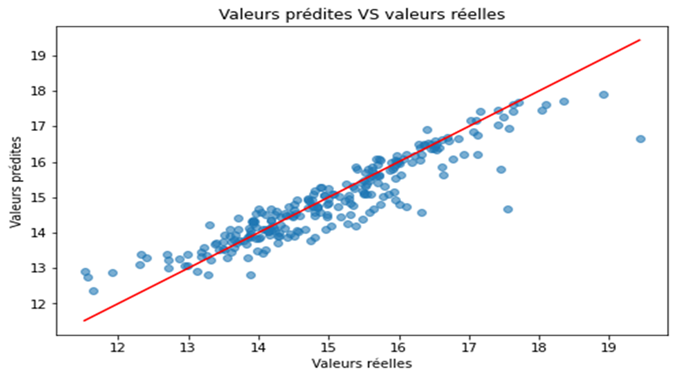 Valeurs prédites VS valeurs réelles
Valeurs prédites
19
18
17
16
15
14
13
12
12 13 14 15 16 17 18 19
Valeurs réelles